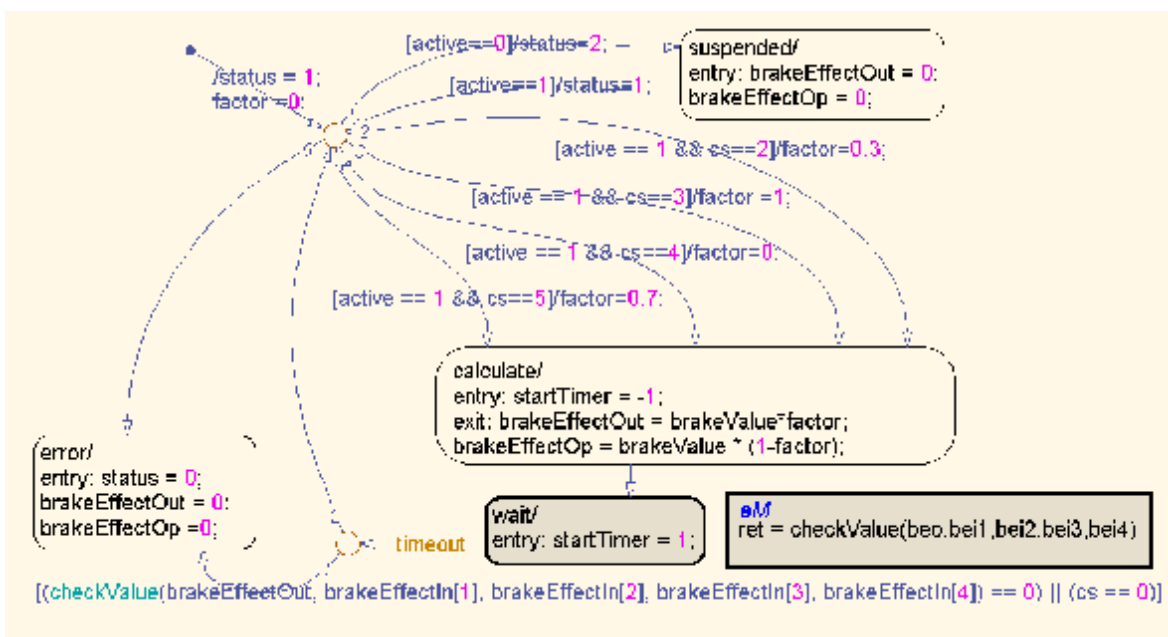 [active==0]/status=2;
suspended/
entry: brakeEffectOut = 0;
brakeEffectOp = 0;
/status = 1;
factor =0;
[active==1]/status=1;
2
[active == 1 && cs==2]/factor=0.3;
[active == 1 && cs==3]/factor =1;
[active == 1 && cs==4]/factor=0;
[active == 1 && cs==5]/factor=0.7;
calculate/
entry: startTimer = -1;
exit: brakeEffectOut = brakeValue*factor;
brakeEffectOp = brakeValue * (1-factor);
error/
entry: status = 0;
brakeEffectOut = 0;
brakeEffectOp =0;
wait/
entry: startTimer = 1;
eM
ret = checkValue(beo,bei1,bei2,bei3,bei4)
timeout
[(checkValue(brakeEffectOut, brakeEffectIn[1], brakeEffectIn[2], brakeEffectIn[3], brakeEffectIn[4]) == 0) || (cs == 0)]